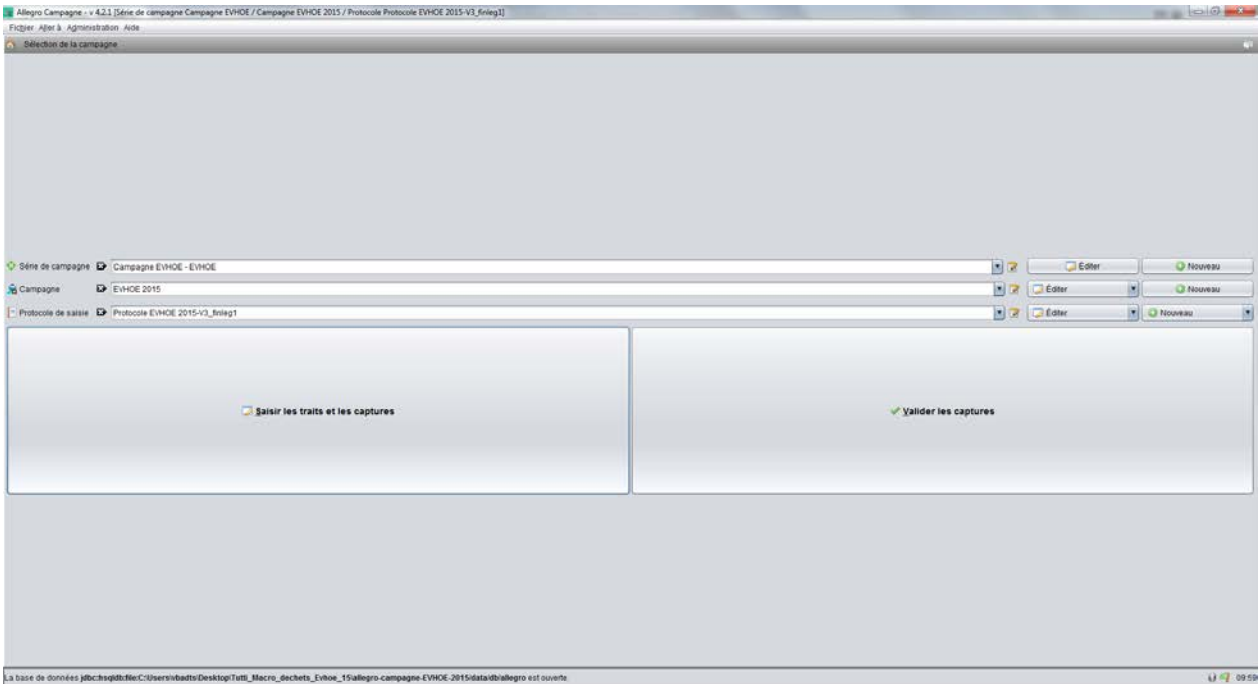 Allegro Campagne - v 4.2.1 [Série de campagne Campagne EVHOE / Campagne EVHOE 2015 / Protocole Protocole EVHOE 2015-V3_finleg1]
Fichier Aller à Administration Aide
Sélection de la campagne
Série de campagne Campagne EVHOE - EVHOE Éditer Nouveau
Campagne EVHOE 2015 Éditer Nouveau
Protocole de saisie Protocole EVHOE 2015-V3_finleg1 Éditer Nouveau
Saisir les traits et les captures Valider les captures
La base de données jdbc:hsqldb:file:C:\Users\vbadts\Desktop\Tutti_Macro_dechets_Evhoe_15\allegro-campagne-EVHOE-2015\data\db\allegro est ouverte. 09:59